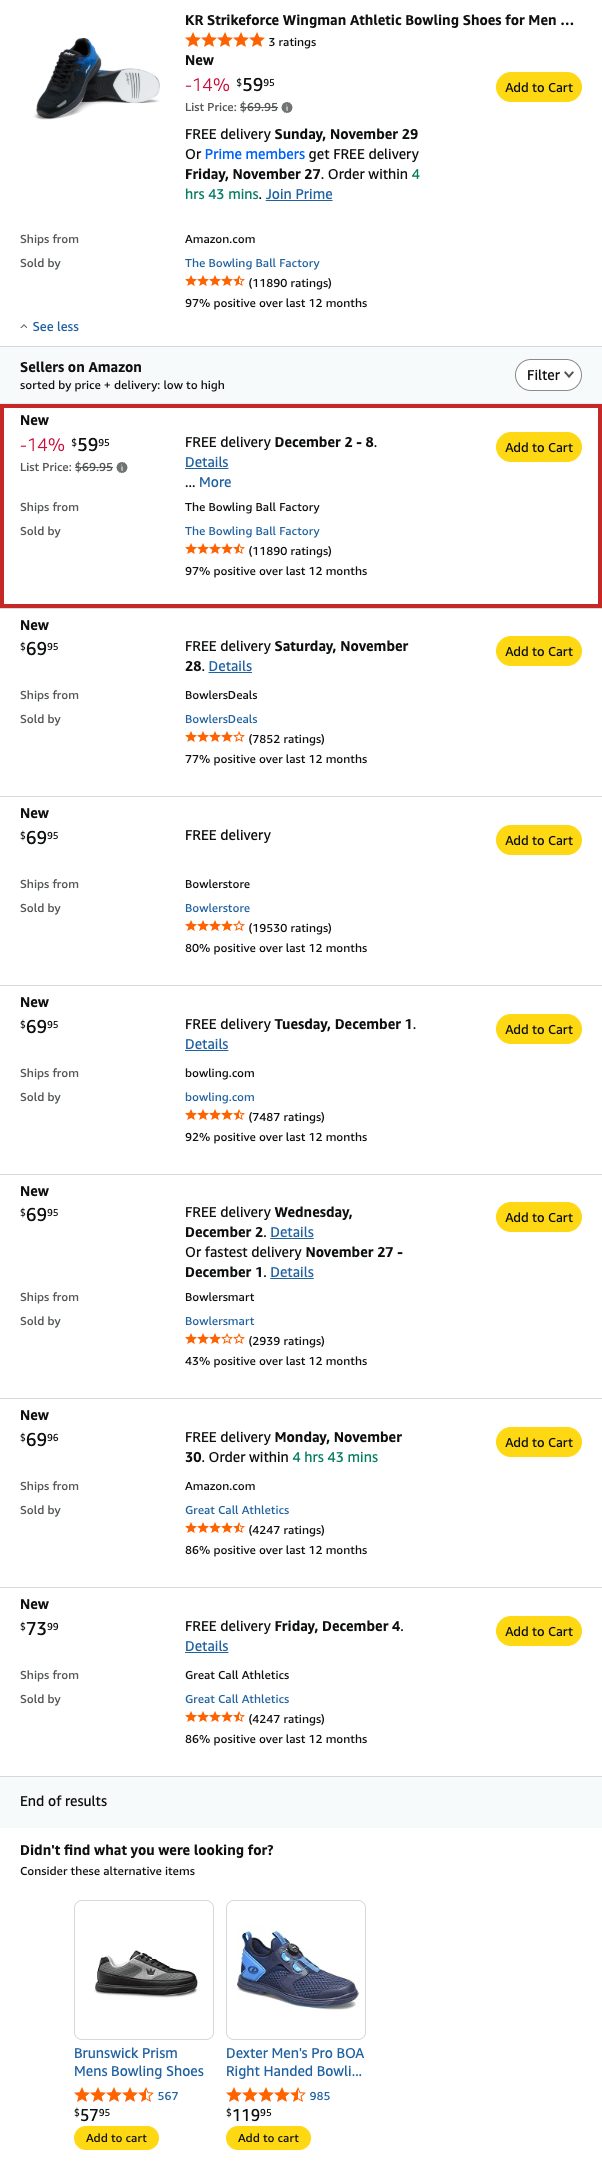 KR Strikeforce Wingman Athletic Bowling Shoes for Men ...
3 ratings
New
-14% $59.95
List Price: $69.95
Add to Cart
FREE delivery Sunday, November 29
Or Prime members get FREE delivery
Friday, November 27. Order within 4
hrs 43 mins. Join Prime
Ships from Amazon.com
Sold by The Bowling Ball Factory
(11890 ratings)
97% positive over last 12 months
See less
Sellers on Amazon
sorted by price + delivery: low to high
Filter
New
-14% $59.95
List Price: $69.95
FREE delivery December 2 - 8.
Details
... More
Add to Cart
Ships from The Bowling Ball Factory
Sold by The Bowling Ball Factory
(11890 ratings)
97% positive over last 12 months
New
$69.95
FREE delivery Saturday, November
28. Details
Add to Cart
Ships from BowlersDeals
Sold by BowlersDeals
(7852 ratings)
77% positive over last 12 months
New
$69.95
FREE delivery
Add to Cart
Ships from Bowlerstore
Sold by Bowlerstore
(19530 ratings)
80% positive over last 12 months
New
$69.95
FREE delivery Tuesday, December 1.
Details
Add to Cart
Ships from bowling.com
Sold by bowling.com
(7487 ratings)
92% positive over last 12 months
New
$69.95
FREE delivery Wednesday,
December 2. Details
Or fastest delivery November 27 -
December 1. Details
Add to Cart
Ships from Bowlersmart
Sold by Bowlersmart
(2939 ratings)
43% positive over last 12 months
New
$69.96
FREE delivery Monday, November
30. Order within 4 hrs 43 mins
Add to Cart
Ships from Amazon.com
Sold by Great Call Athletics
(4247 ratings)
86% positive over last 12 months
New
$73.99
FREE delivery Friday, December 4.
Details
Add to Cart
Ships from Great Call Athletics
Sold by Great Call Athletics
(4247 ratings)
86% positive over last 12 months
End of results
Didn't find what you were looking for?
Consider these alternative items
Brunswick Prism
Mens Bowling Shoes
567
$57.95
Add to cart
Dexter Men's Pro BOA
Right Handed Bowli...
985
$119.95
Add to cart